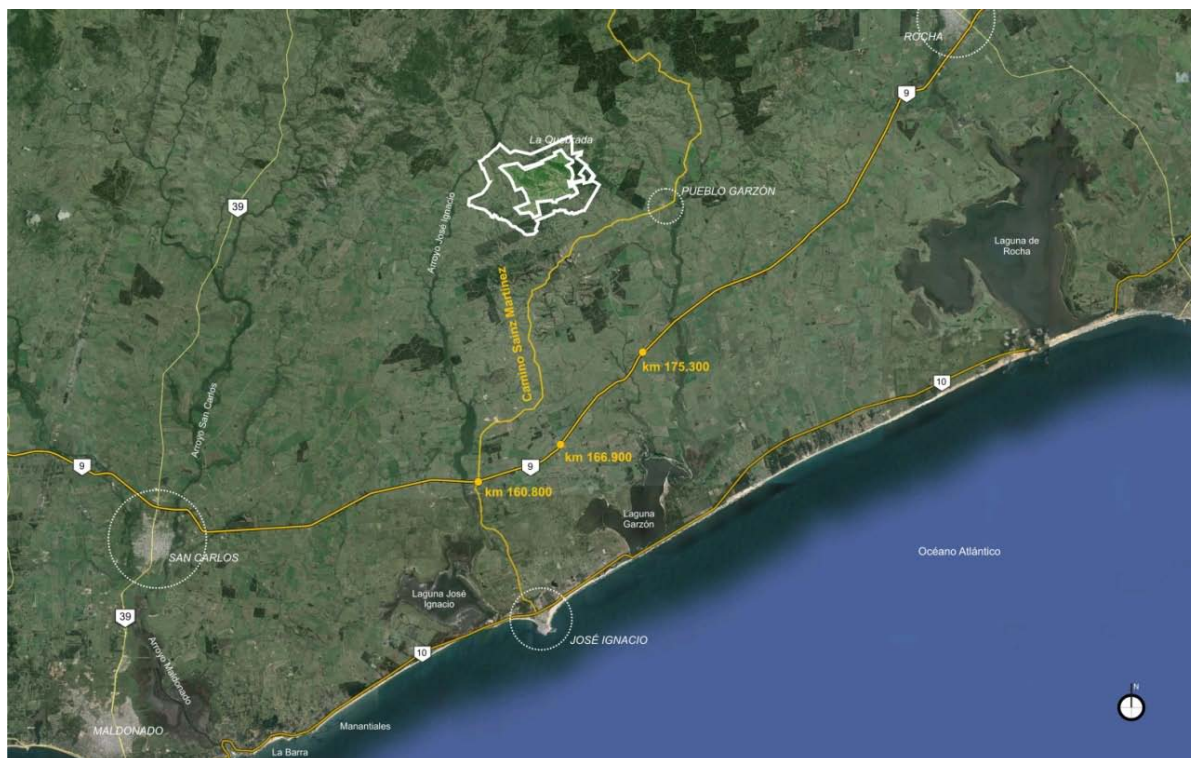 ROCHA
9
La Quebrada
PUEBLO GARZÓN
39
Arroyo José Ignacio
Laguna de
Rocha
Camino Sainz Martinez
km 175.300
10
Arroyo San Carlos
9
km 166.900
9
km 160.800
Laguna
Garzón
Océano Atlántico
SAN CARLOS
Laguna José
Ignacio
39
JOSÉ IGNACIO
10
Arroyo Maldonado
N
Manantiales
MALDONADO
La Barra